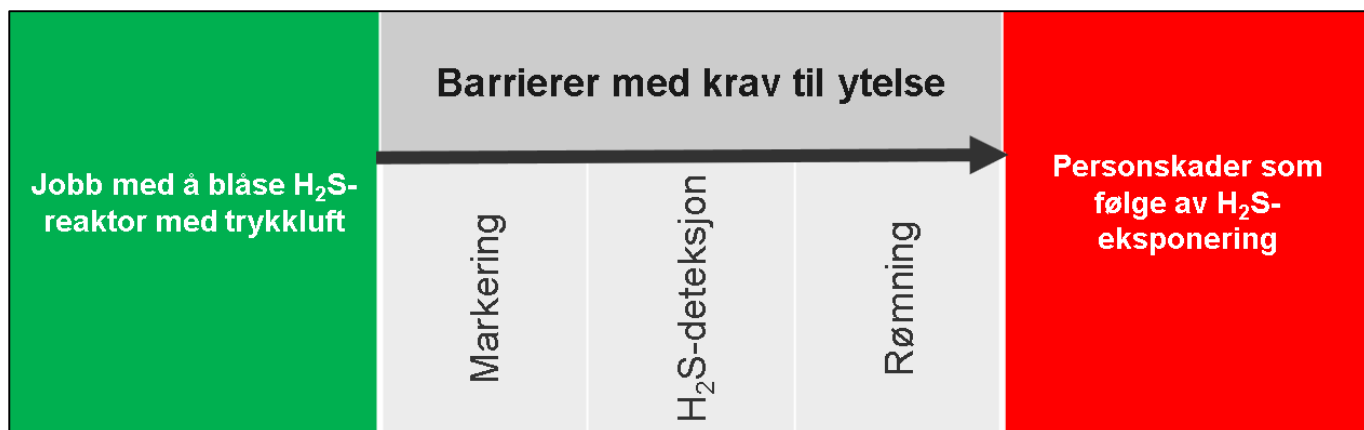 Jobb med å blåse H₂S-
reaktor med trykkluft
Barrierer med krav til ytelse
Markering
H₂S-deteksjon
Rømning
Personskader som
følge av H₂S-
eksponering